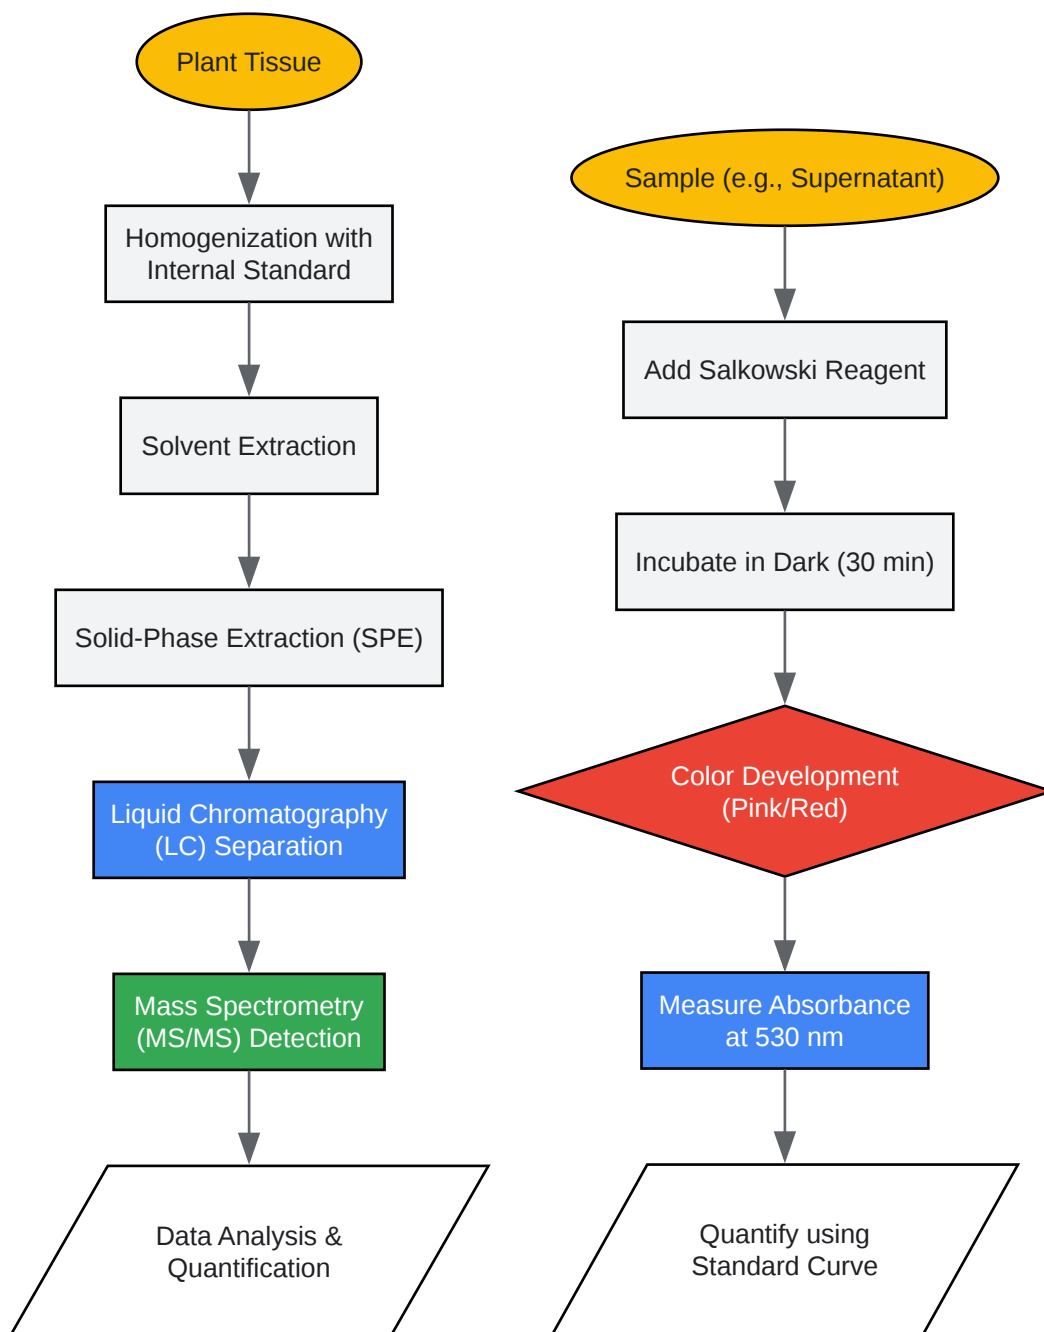 Plant Tissue
Homogenization with
Internal Standard
Solvent Extraction
Solid-Phase Extraction (SPE)
Liquid Chromatography
(LC) Separation
Mass Spectrometry
(MS/MS) Detection
Data Analysis &
Quantification
Sample (e.g., Supernatant)
Add Salkowski Reagent
Incubate in Dark (30 min)
Color Development
(Pink/Red)
Measure Absorbance
at 530 nm
Quantify using
Standard Curve